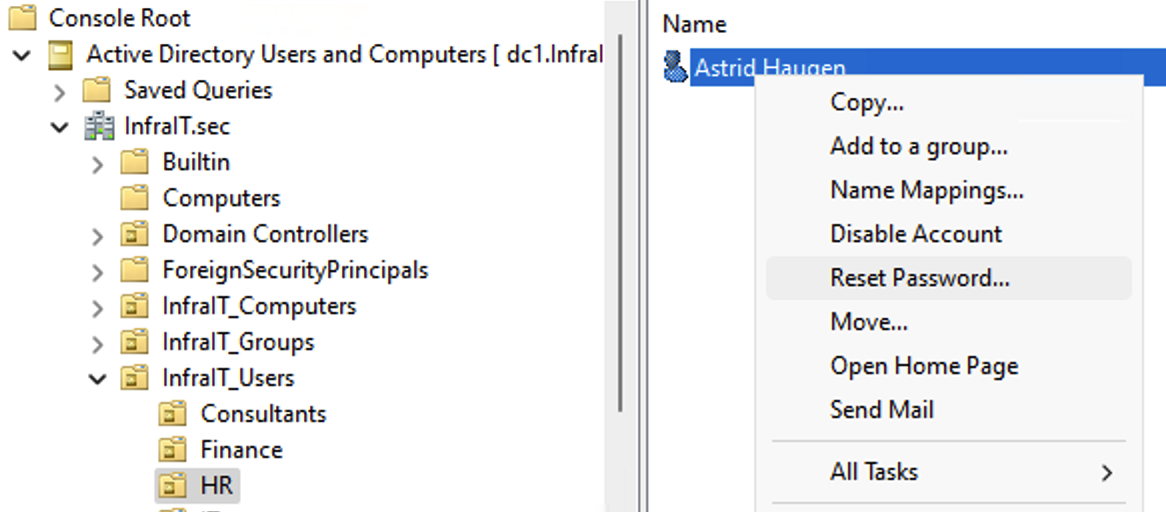 Console Root
Active Directory Users and Computers [ dc1.Infral
Saved Queries
InfraIT.sec
Builtin
Computers
Domain Controllers
ForeignSecurityPrincipals
InfraIT_Computers
InfraIT_Groups
InfraIT_Users
Consultants
Finance
HR
Name
Astrid Haugen
Copy...
Add to a group...
Name Mappings...
Disable Account
Reset Password...
Move...
Open Home Page
Send Mail
All Tasks